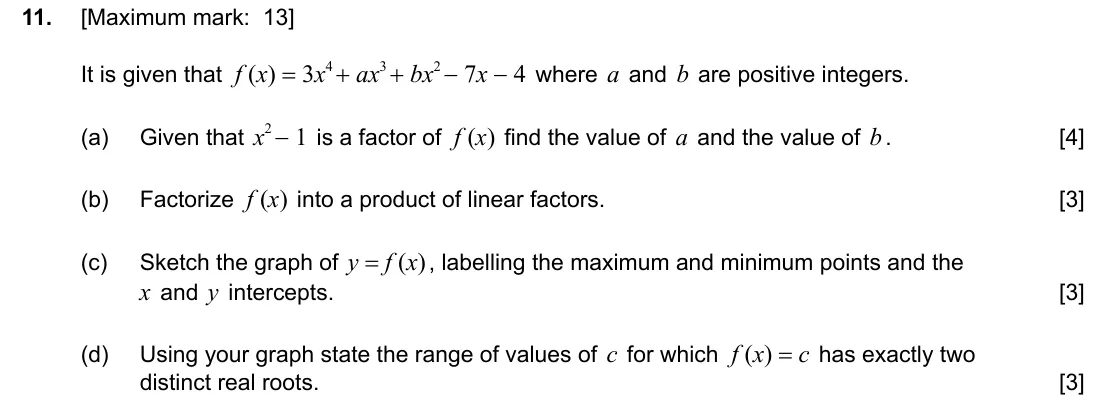 11. [Maximum mark: 13]
It is given that f(x) = 3x⁴ + ax³ + bx² − 7x − 4 where a and b are positive integers.
(a) Given that x² − 1 is a factor of f(x) find the value of a and the value of b. [4]
(b) Factorize f(x) into a product of linear factors. [3]
(c) Sketch the graph of y = f(x), labelling the maximum and minimum points and the
x and y intercepts. [3]
(d) Using your graph state the range of values of c for which f(x) = c has exactly two
distinct real roots. [3]